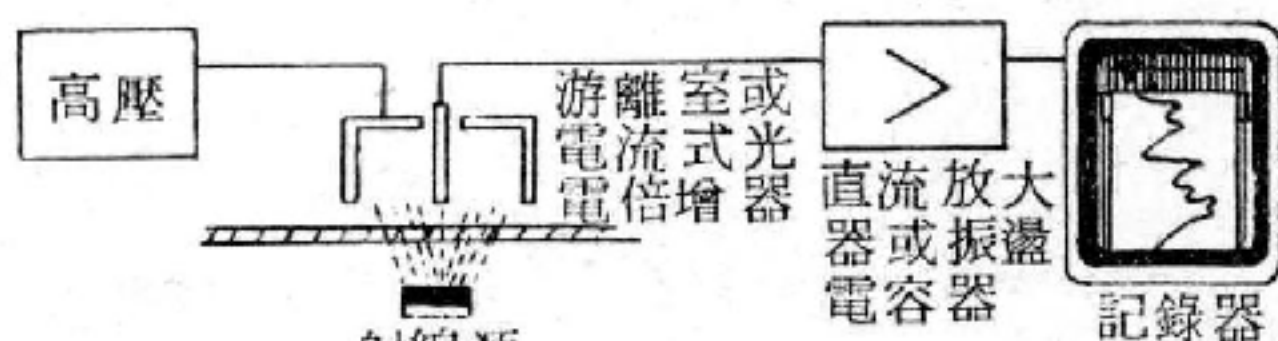 高壓
游離室或
電流式光
電倍增器
直流放大
器或振盪
電容器
記錄器